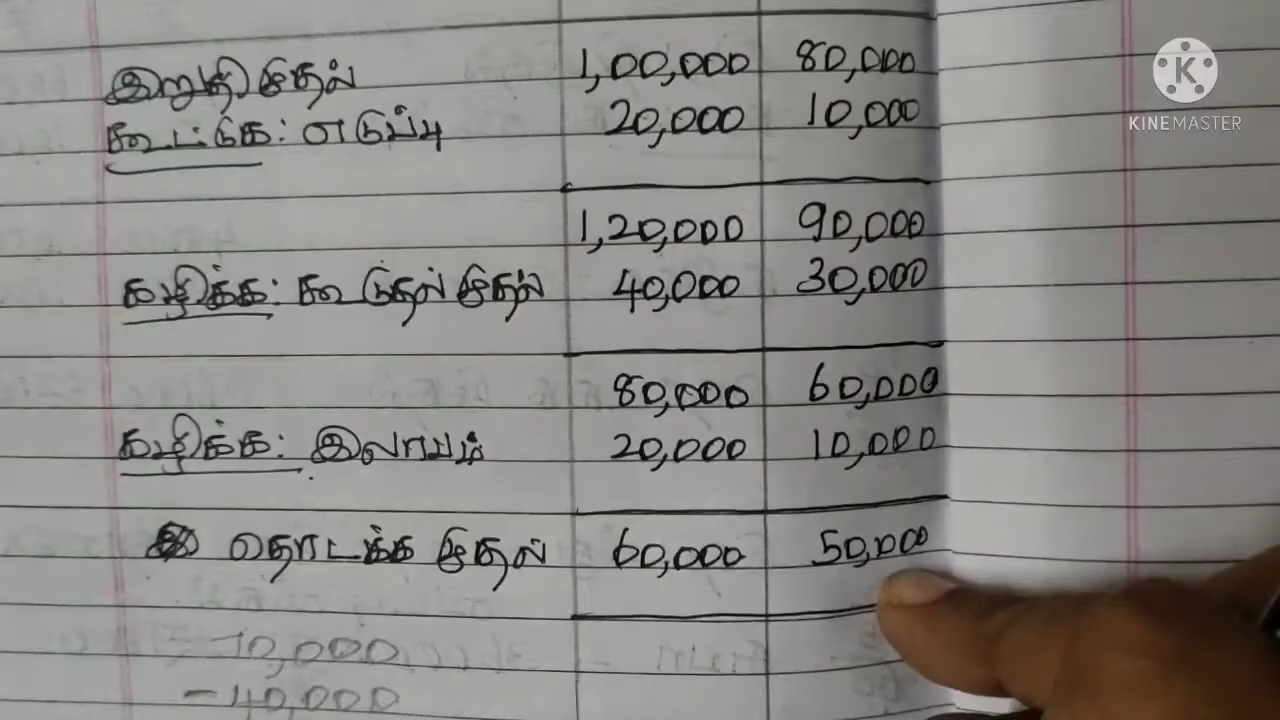 இறுதி முதல் 1,00,000 80,000
கூட்டுக: எடுப்பு 20,000 10,000
1,20,000 90,000
கழிக்க: கூடுதல் முதல் 40,000 30,000
80,000 60,000
கழிக்க: இலாபம் 20,000 10,000
தொடக்க முதல் 60,000 50,000
10,000
- 40,000
K
KINEMASTER